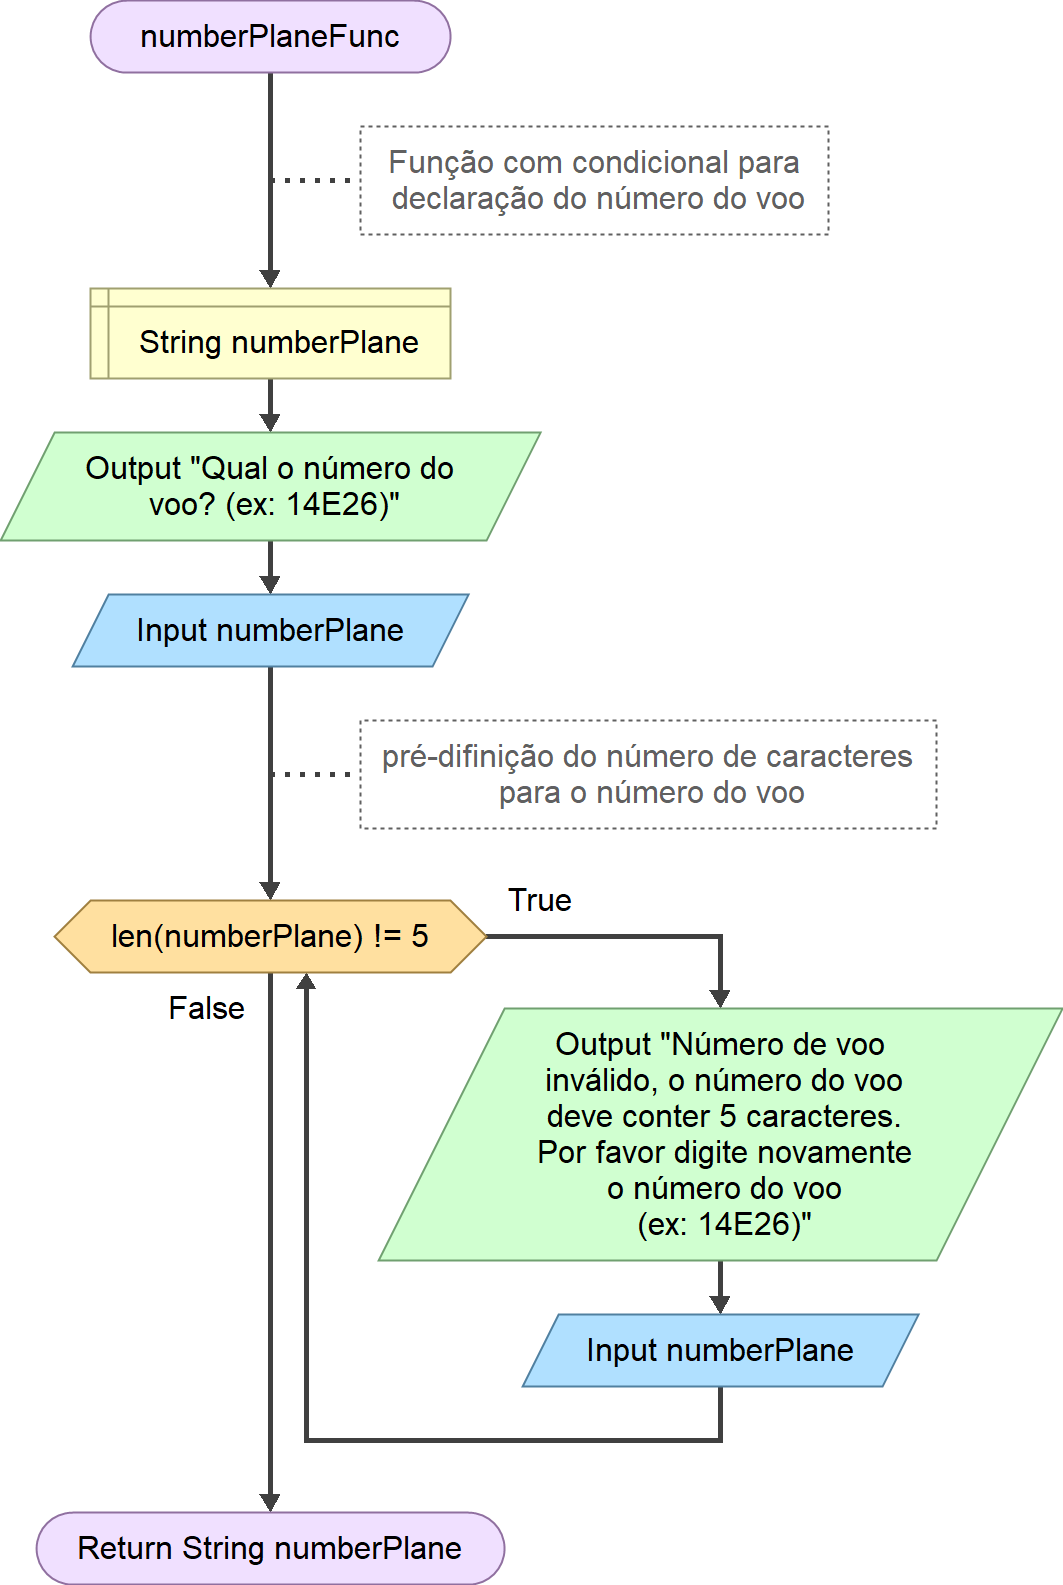 numberPlaneFunc
Função com condicional para
declaração do número do voo
String numberPlane
Output "Qual o número do
voo? (ex: 14E26)"
Input numberPlane
pré-difinição do número de caracteres
para o número do voo
len(numberPlane) != 5
True
False
Output "Número de voo
inválido, o número do voo
deve conter 5 caracteres.
Por favor digite novamente
o número do voo
(ex: 14E26)"
Input numberPlane
Return String numberPlane